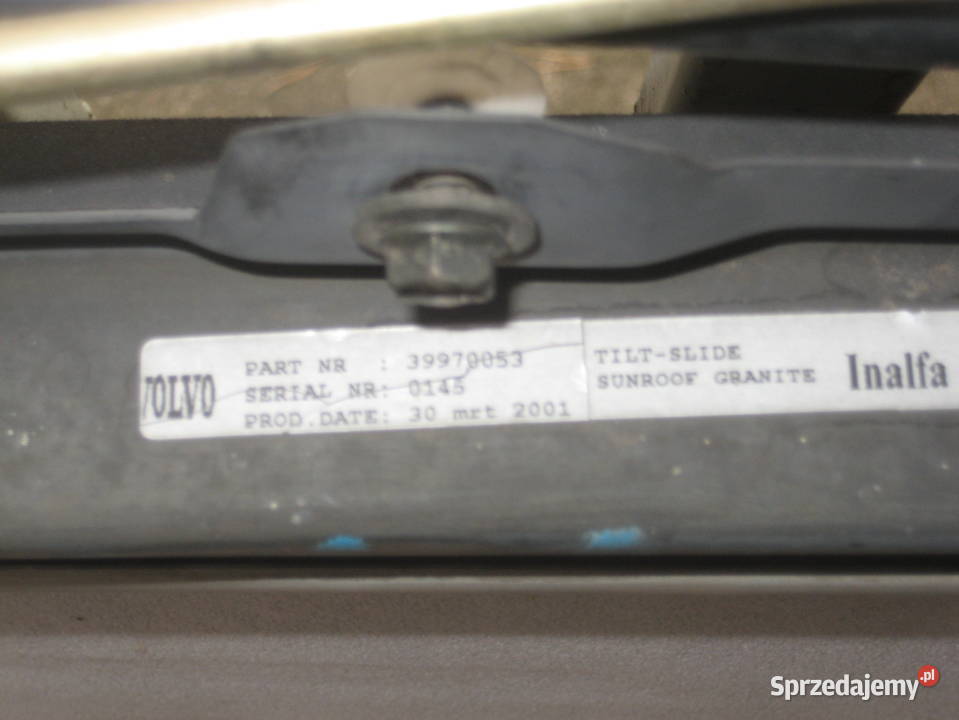 VOLVO
PART NR : 39970053
SERIAL NR: 0145
PROD.DATE: 30 mrt 2001
TILT-SLIDE
SUNROOF GRANITE
Inalfa
Sprzedajemy.pl